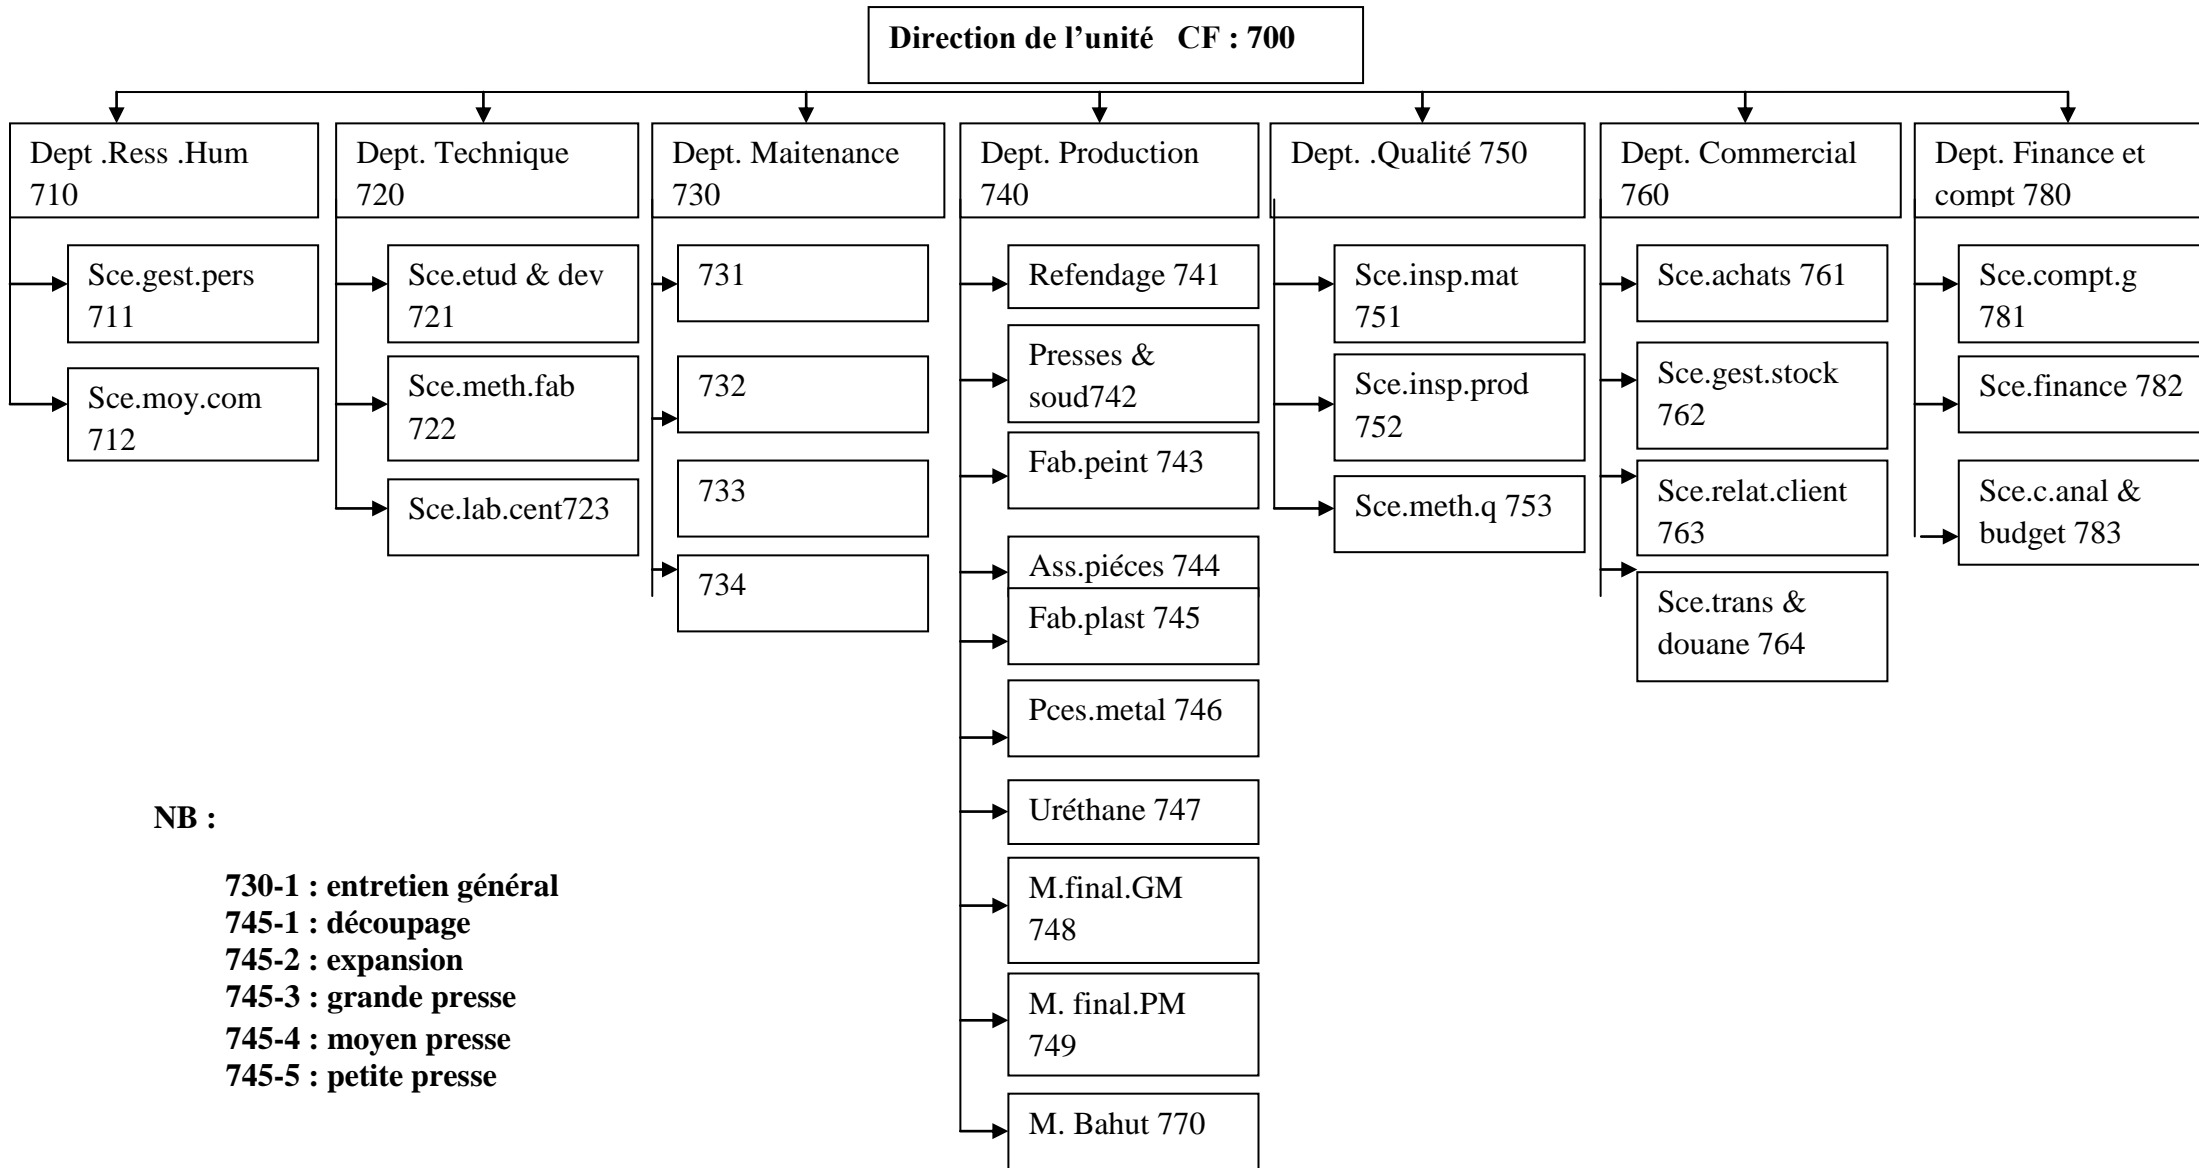 Direction de l’unité CF : 700
Dept .Ress .Hum
710
Sce.gest.pers
711
Sce.moy.com
712
Dept. Technique
720
Sce.etud & dev
721
Sce.meth.fab
722
Sce.lab.cent723
Dept. Maitenance
730
731
732
733
734
Dept. Production
740
Refendage 741
Presses &
soud742
Fab.peint 743
Ass.piéces 744
Fab.plast 745
Pces.metal 746
Uréthane 747
M.final.GM
748
M. final.PM
749
M. Bahut 770
Dept. .Qualité 750
Sce.insp.mat
751
Sce.insp.prod
752
Sce.meth.q 753
Dept. Commercial
760
Sce.achats 761
Sce.gest.stock
762
Sce.relat.client
763
Sce.trans &
douane 764
Dept. Finance et
compt 780
Sce.compt.g
781
Sce.finance 782
Sce.c.anal &
budget 783
NB :
730-1 : entretien général
745-1 : découpage
745-2 : expansion
745-3 : grande presse
745-4 : moyen presse
745-5 : petite presse